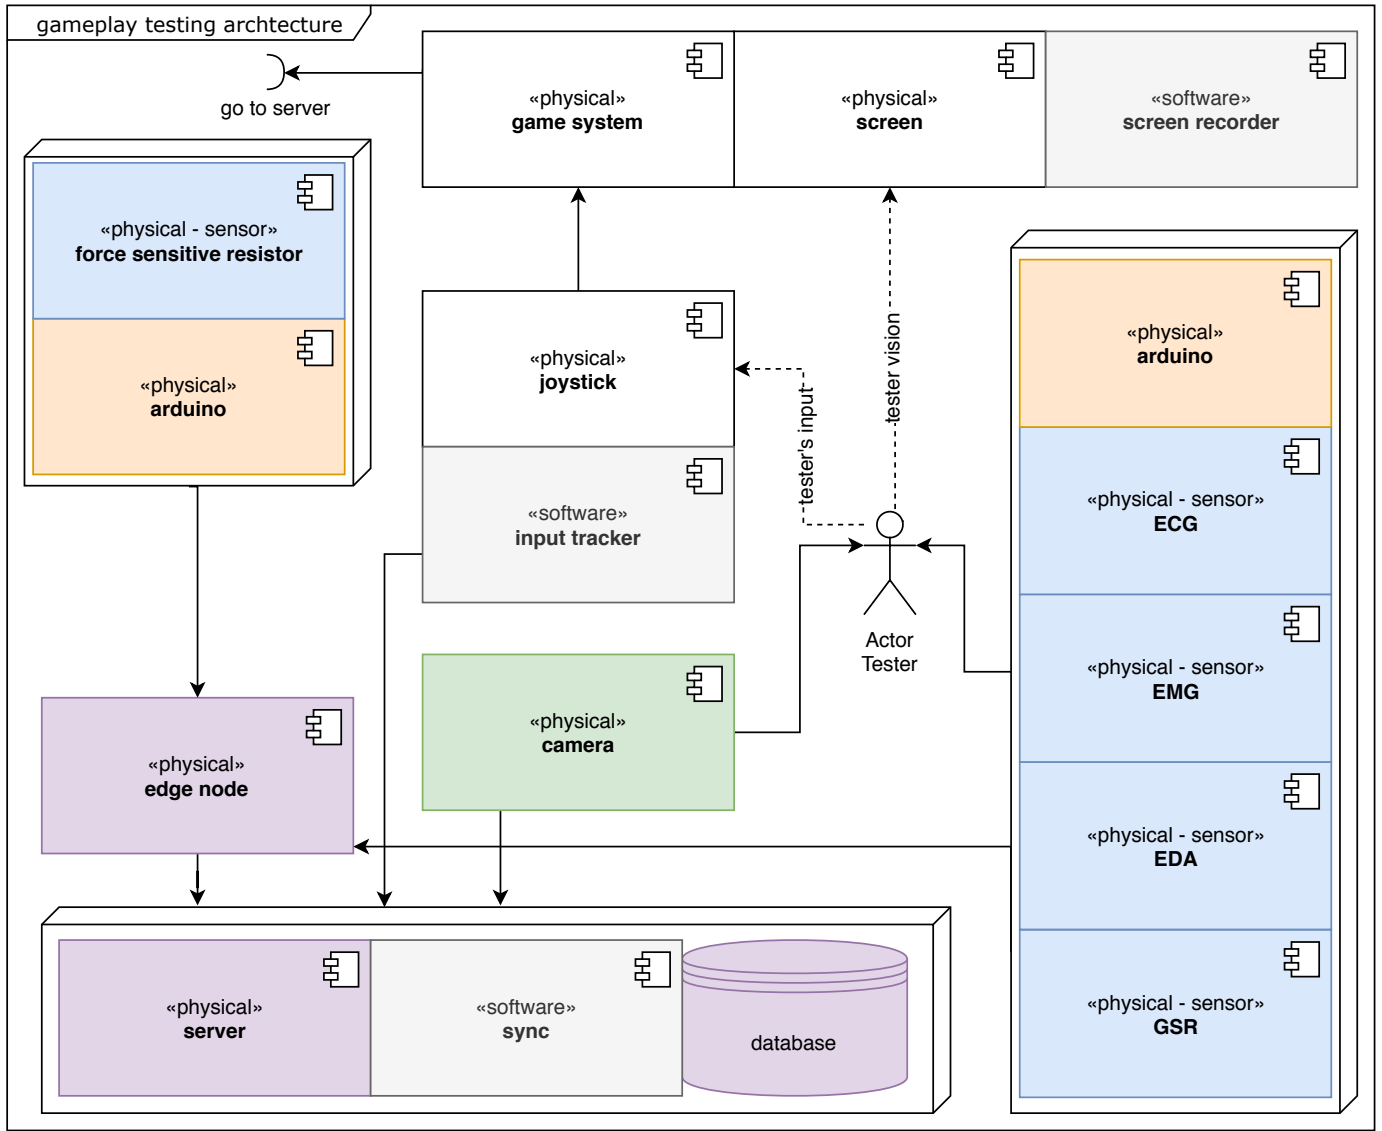 gameplay testing archtecture
go to server
«physical»
game system
«physical»
screen
«software»
screen recorder
«physical - sensor»
force sensitive resistor
«physical»
arduino
«physical»
joystick
«software»
input tracker
tester's input
tester vision
Actor
Tester
«physical»
camera
«physical»
edge node
«physical»
arduino
«physical - sensor»
ECG
«physical - sensor»
EMG
«physical - sensor»
EDA
«physical - sensor»
GSR
«physical»
server
«software»
sync
database